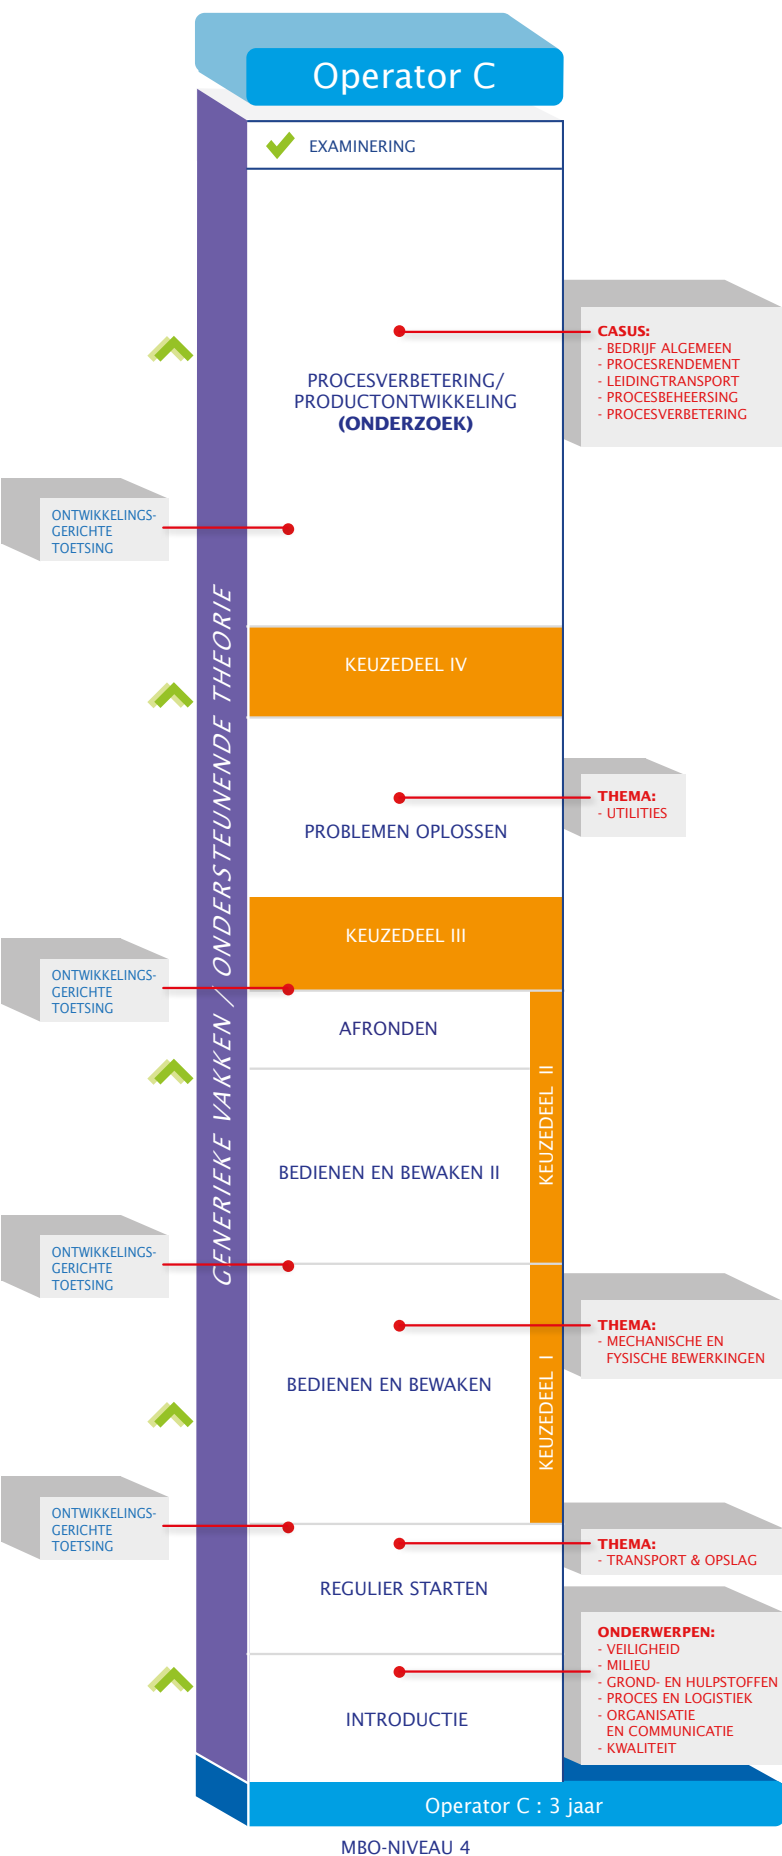 Operator C
EXAMINERING
CASUS:
- BEDRIJF ALGEMEEN
- PROCESRENDEMENT
- LEIDINGTRANSPORT
- PROCESBEHEERSING
- PROCESVERBETERING
PROCESVERBETERING/
PRODUCTONTWIKKELING
(ONDERZOEK)
ONTWIKKELINGS-
GERICHTE
TOETSING
GENERIEKE VAKKEN / ONDERSTEUNENDE THEORIE
KEUZEDEEL IV
THEMA:
- UTILITIES
PROBLEMEN OPLOSSEN
KEUZEDEEL III
ONTWIKKELINGS-
GERICHTE
TOETSING
AFRONDEN
KEUZEDEEL II
BEDIENEN EN BEWAKEN II
ONTWIKKELINGS-
GERICHTE
TOETSING
THEMA:
- MECHANISCHE EN
FYSISCHE BEWERKINGEN
BEDIENEN EN BEWAKEN
KEUZEDEEL I
ONTWIKKELINGS-
GERICHTE
TOETSING
THEMA:
- TRANSPORT & OPSLAG
REGULIER STARTEN
ONDERWERPEN:
- VEILIGHEID
- MILIEU
- GROND- EN HULPSTOFFEN
- PROCES EN LOGISTIEK
- ORGANISATIE
EN COMMUNICATIE
- KWALITEIT
INTRODUCTIE
Operator C : 3 jaar
MBO-NIVEAU 4